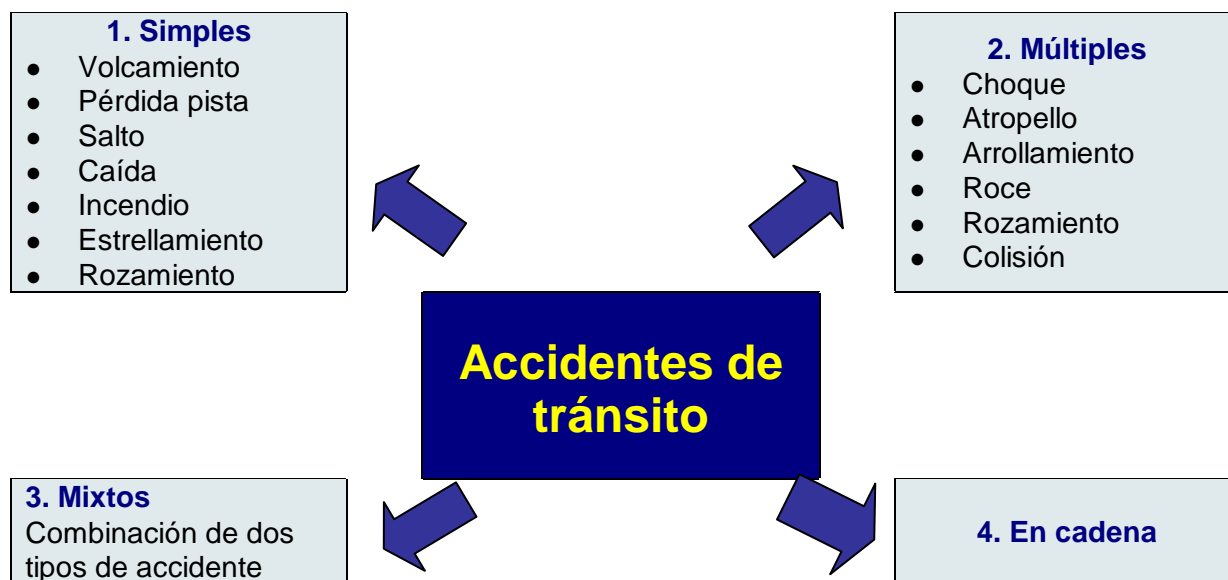 1. Simples
● Volcamiento
● Pérdida pista
● Salto
● Caída
● Incendio
● Estrellamiento
● Rozamiento
2. Múltiples
● Choque
● Atropello
● Arrollamiento
● Roce
● Rozamiento
● Colisión
Accidentes de
tránsito
3. Mixtos
Combinación de dos
tipos de accidente
4. En cadena